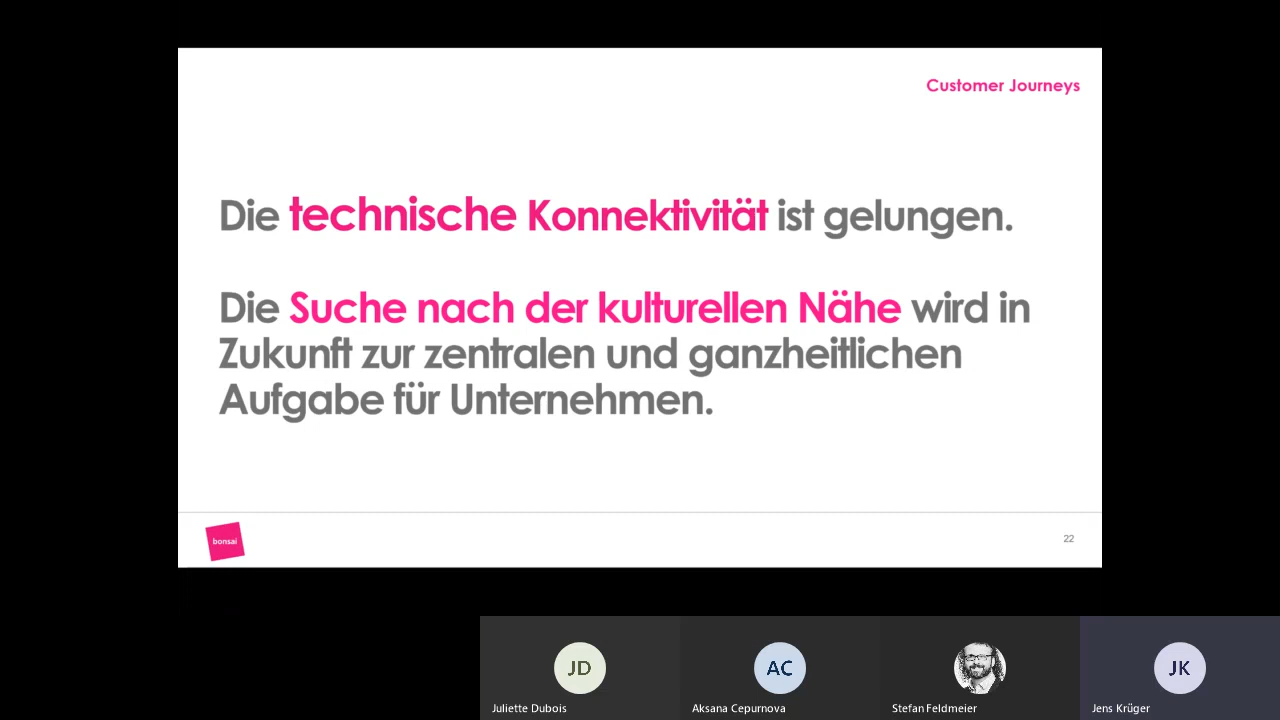 Customer Journeys
Die technische Konnektivität ist gelungen.
Die Suche nach der kulturellen Nähe wird in
Zukunft zur zentralen und ganzheitlichen
Aufgabe für Unternehmen.
bonsai
22
JD
AC
JK
Juliette Dubois
Aksana Cepurnova
Stefan Feldmeier
Jens Krüger